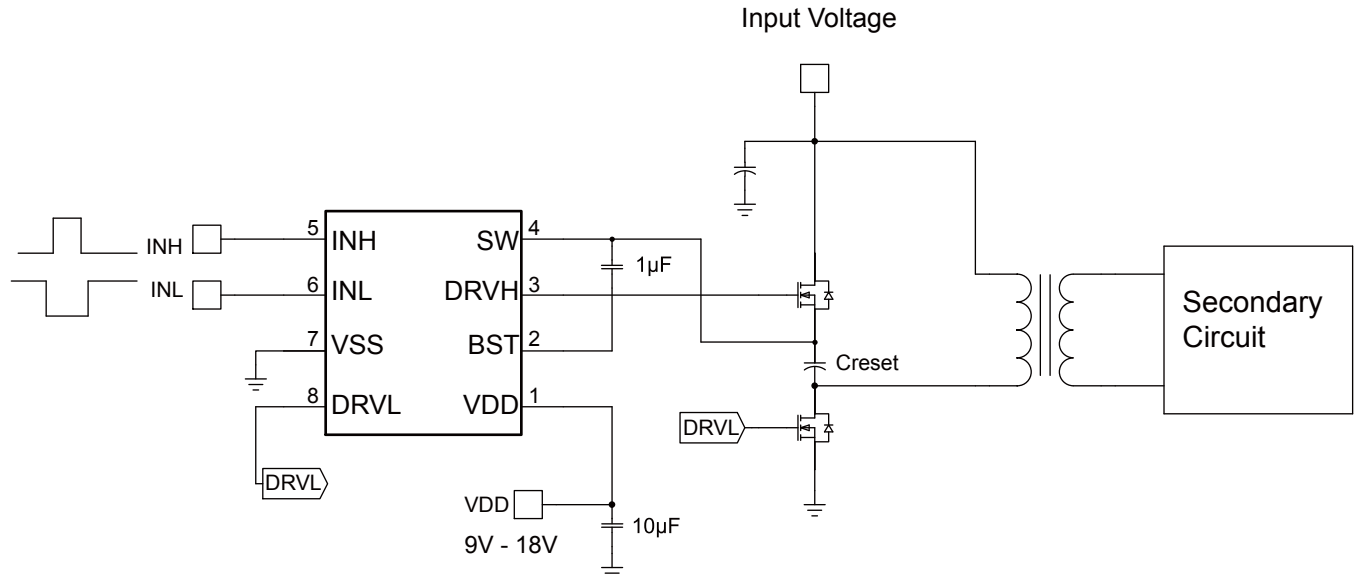 Input Voltage
INH
INL
5
6
7
8
INH
INL
VSS
DRVL
SW
DRVH
BST
VDD
4
3
2
1
1µF
Creset
DRVL
DRVL
VDD
9V - 18V
10µF
Secondary
Circuit